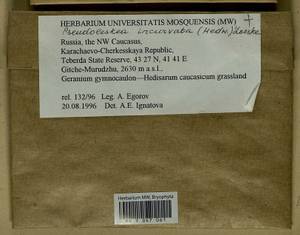 HERBARIUM UNIVERSITATIS MOSQUENSIS (MW) +
Pseudoleskea incurvata (Hedw.) Loeske
Russia, the NW Caucasus,
Karachaevo-Cherkesskaya Republic,
Teberda State Reserve, 43 27 N, 41 41 E
Gitche-Murudzhu, 2630 m a.s.l.,
Geranium gymnocaulon—Hedisarum caucasicum grassland
rel. 132/96 Leg. A. Egorov
20.08.1996 Det. A.E. Ignatova
Herbarium MW, Bryophyta